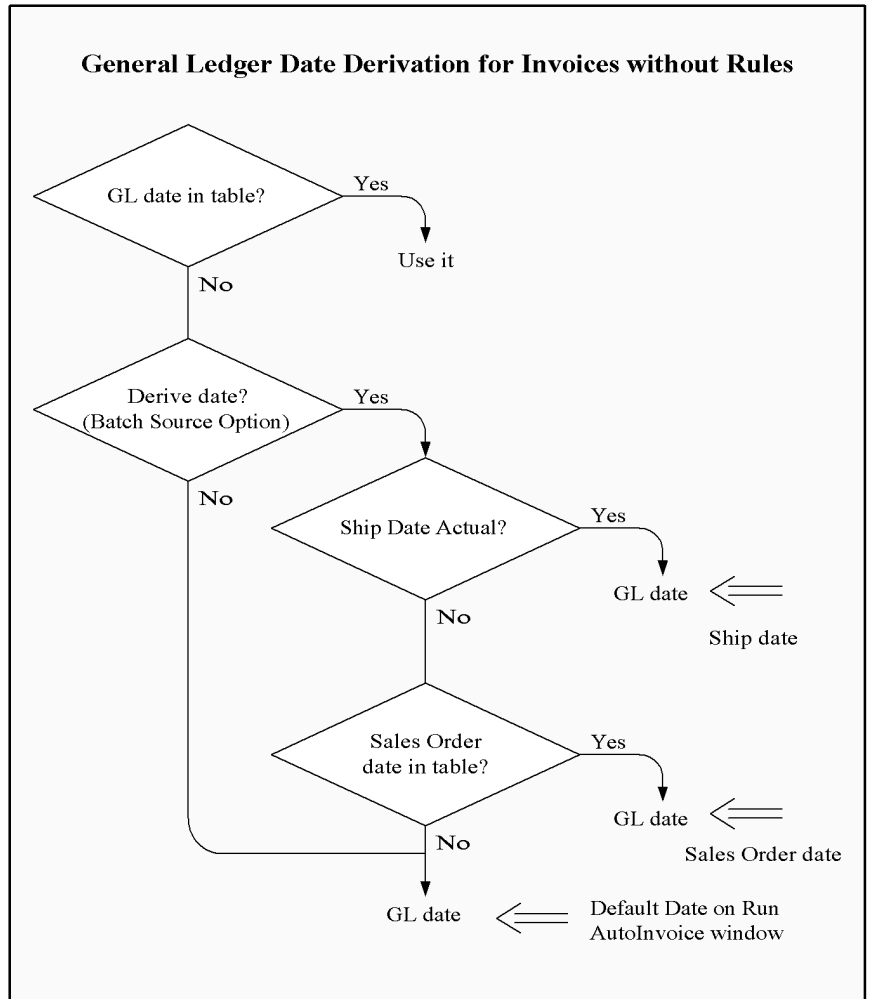 General Ledger Date Derivation for Invoices without Rules
GL date in table?
Yes
Use it
No
Derive date?
(Batch Source Option)
Yes
No
Ship Date Actual?
Yes
GL date
Ship date
No
Sales Order
date in table?
Yes
GL date
Sales Order date
No
GL date
Default Date on Run
AutoInvoice window